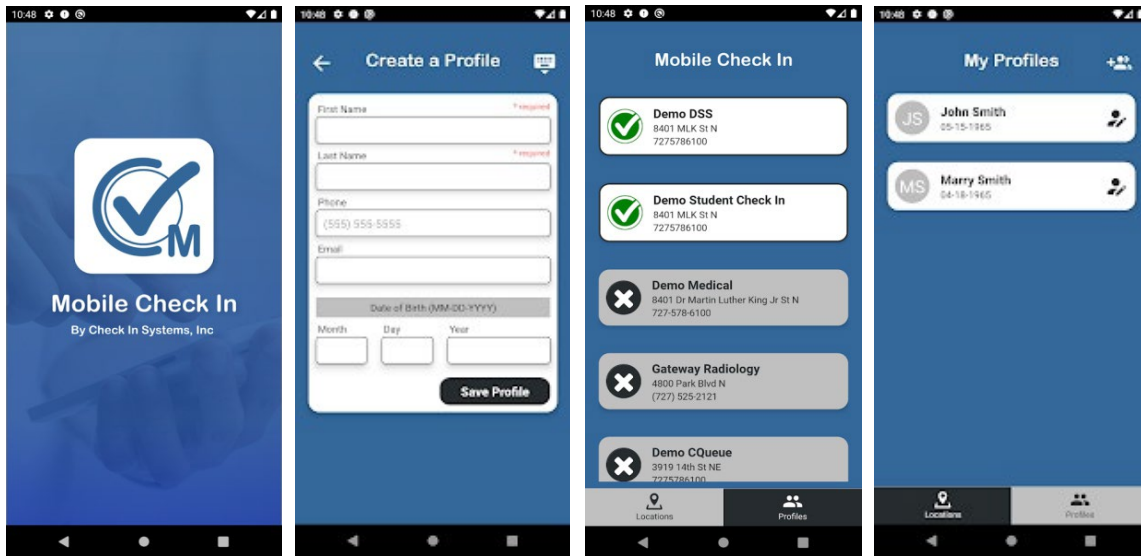 10:48
M
Mobile Check In
By Check In Systems, Inc
10:48
Create a Profile
First Name * required
Last Name * required
Phone
(555) 555-5555
Email
Date of Birth (MM-DD-YYYY)
Month Day Year
Save Profile
10:48
Mobile Check In
Demo DSS
8401 MLK St N
7275786100
Demo Student Check In
8401 MLK St N
7275786100
Demo Medical
8401 Dr Martin Luther King Jr St N
727-578-6100
Gateway Radiology
4800 Park Blvd N
(727) 525-2121
Demo CQueue
3919 14th St NE
7275786100
Locations Profiles
10:48
My Profiles
JS
John Smith
05-15-1965
MS
Marry Smith
04-18-1965
Locations Profiles